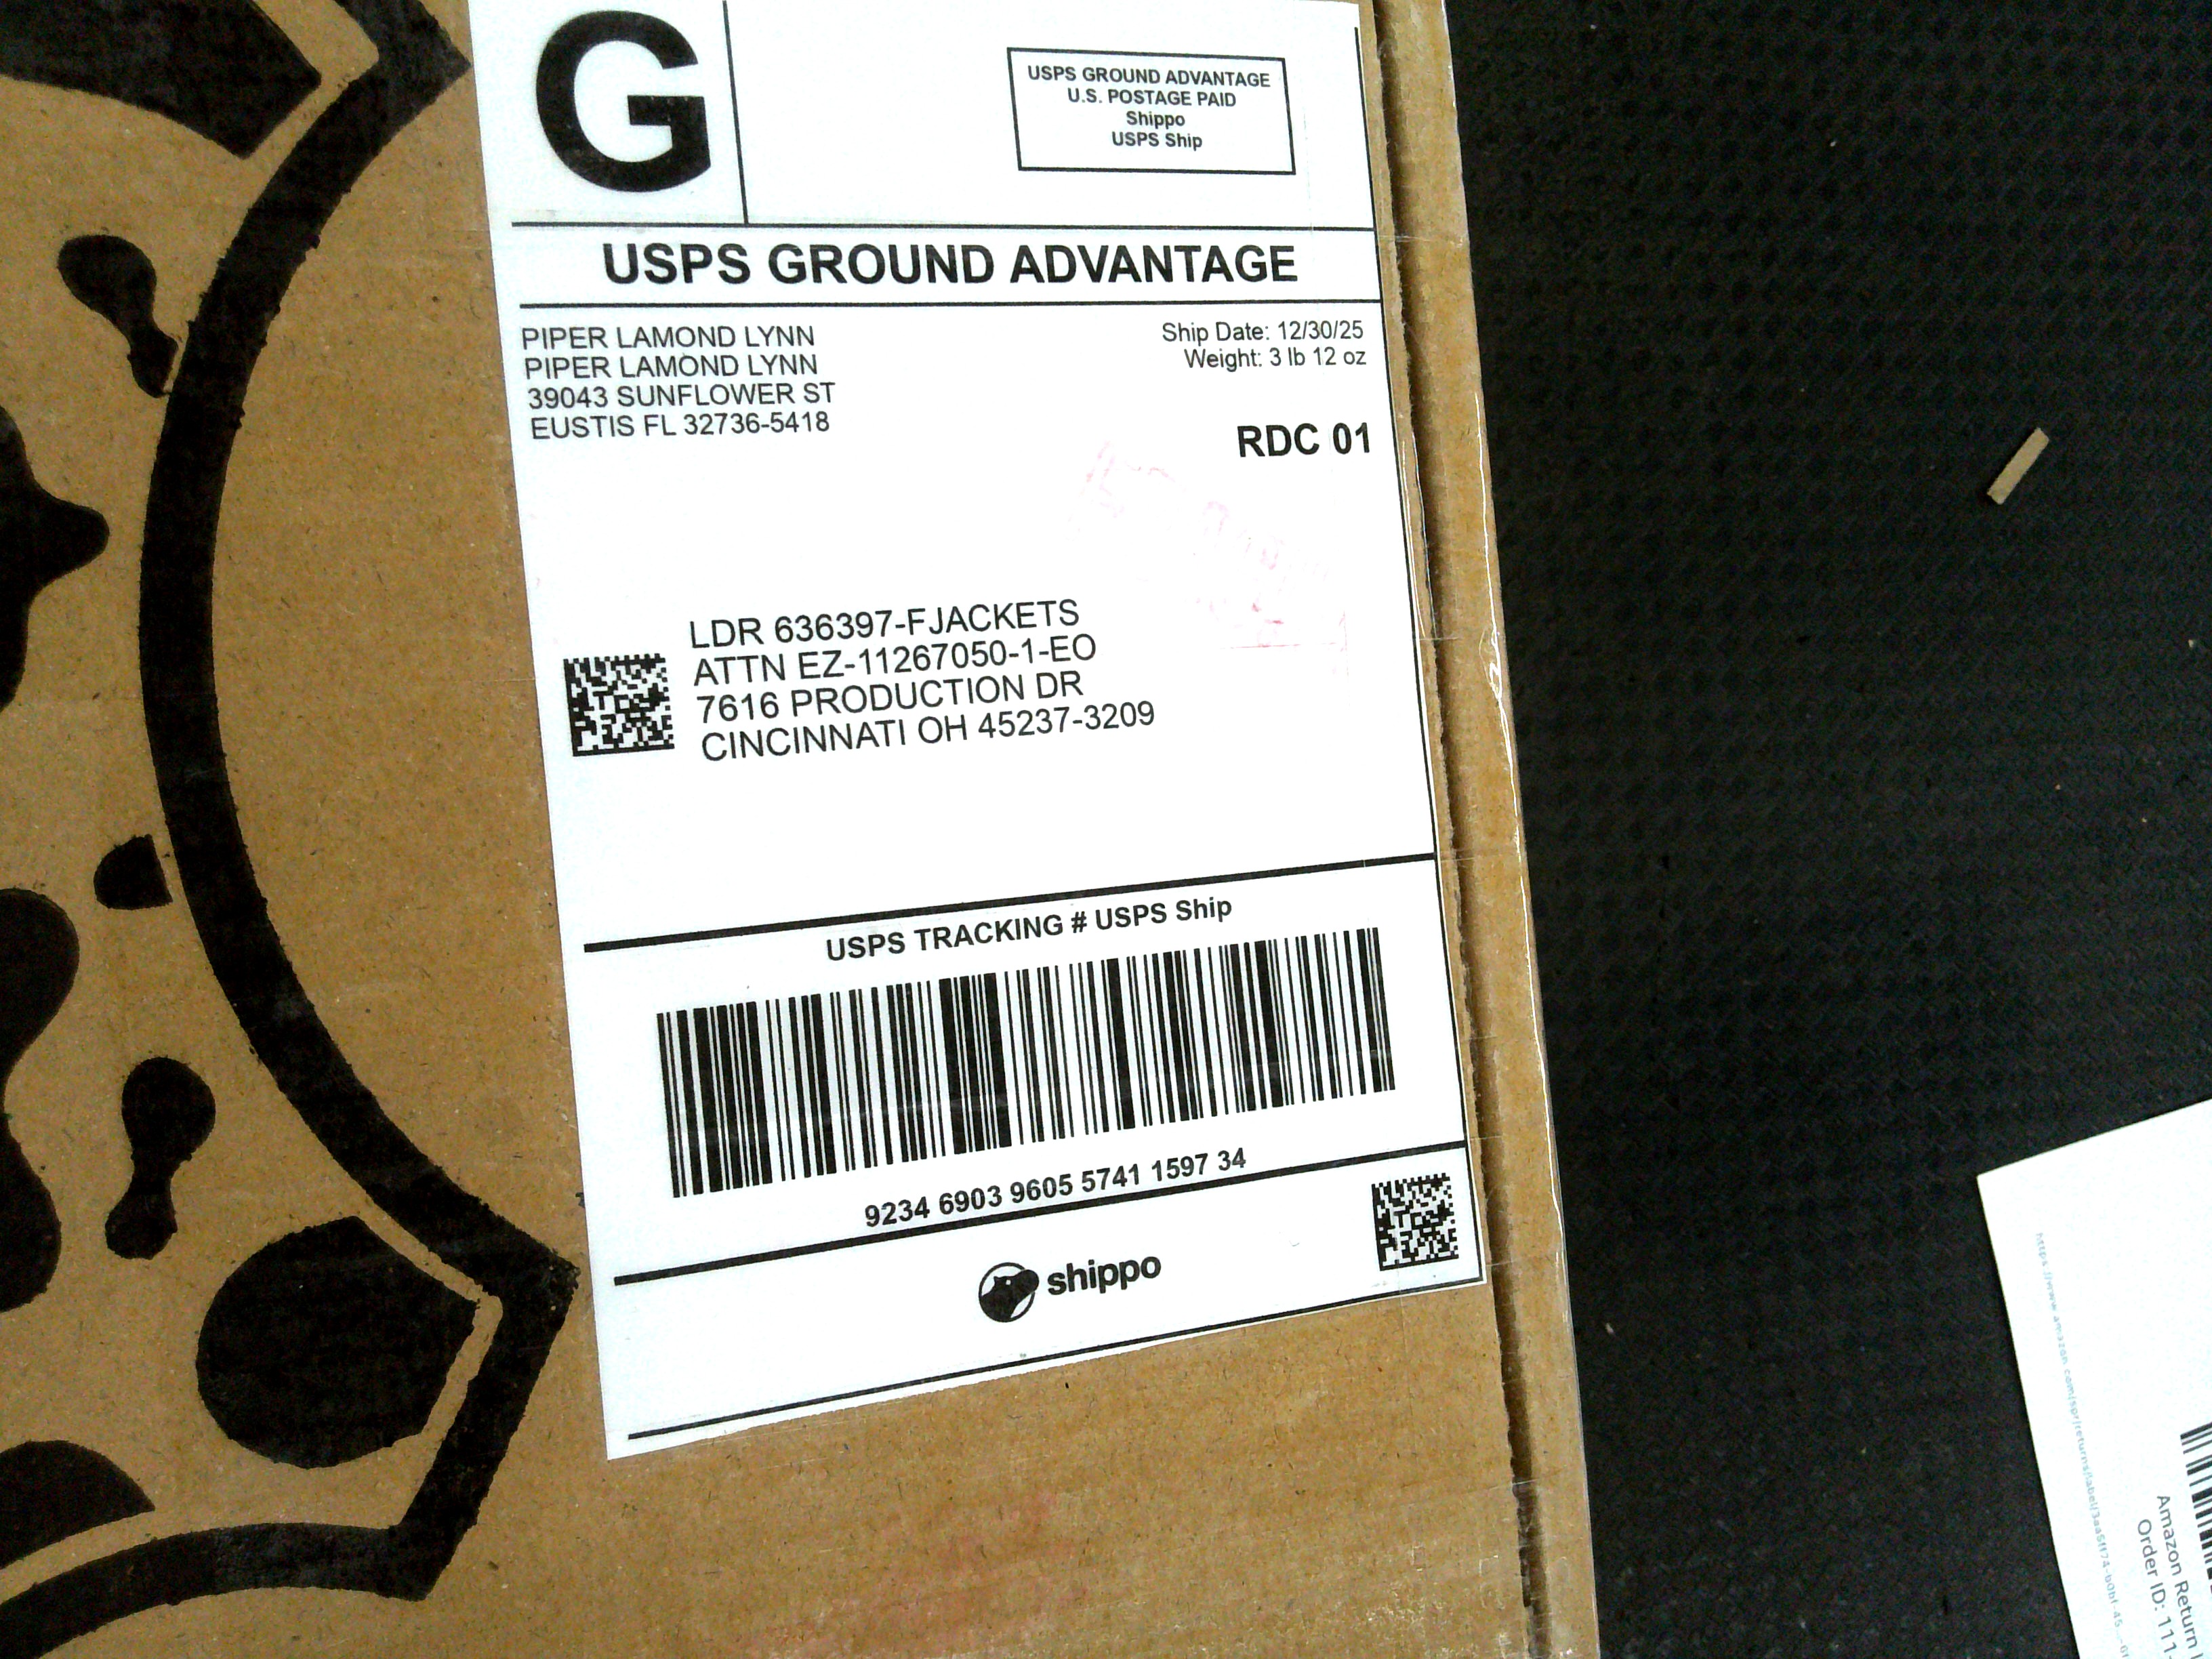 G
USPS GROUND ADVANTAGE
U.S. POSTAGE PAID
Shippo
USPS Ship
USPS GROUND ADVANTAGE
PIPER LAMOND LYNN
PIPER LAMOND LYNN
39043 SUNFLOWER ST
EUSTIS FL 32736-5418
Ship Date: 12/30/25
Weight: 3 lb 12 oz
RDC 01
LDR 636397-FJACKETS
ATTN EZ-11267050-1-EO
7616 PRODUCTION DR
CINCINNATI OH 45237-3209
USPS TRACKING # USPS Ship
9234 6903 9605 5741 1597 34
shippo
Amazon Return
Order ID: 111-